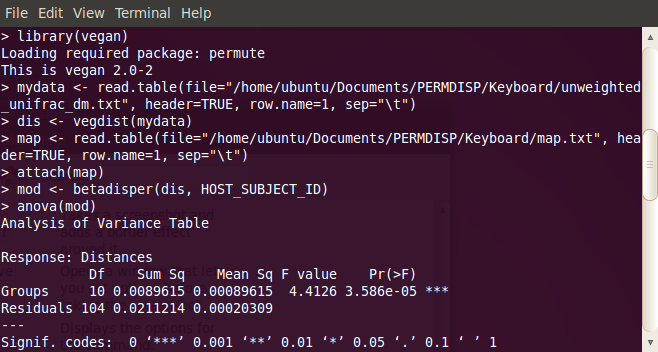 File Edit View Terminal Help
> library(vegan)
Loading required package: permute
This is vegan 2.0-2
> mydata <- read.table(file="/home/ubuntu/Documents/PERMDISP/Keyboard/unweighted
_unifrac_dm.txt", header=TRUE, row.name=1, sep="\t")
> dis <- vegdist(mydata)
> map <- read.table(file="/home/ubuntu/Documents/PERMDISP/Keyboard/map.txt", hea
der=TRUE, row.name=1, sep="\t")
> attach(map)
> mod <- betadisper(dis, HOST_SUBJECT_ID)
> anova(mod)
Analysis of Variance Table
Response: Distances
Df Sum Sq Mean Sq F value Pr(>F)
Groups 10 0.0089615 0.00089615 4.4126 3.586e-05 ***
Residuals 104 0.0211214 0.00020309
---
Signif. codes: 0 ‘***’ 0.001 ‘**’ 0.01 ‘*’ 0.05 ‘.’ 0.1 ‘ ’ 1